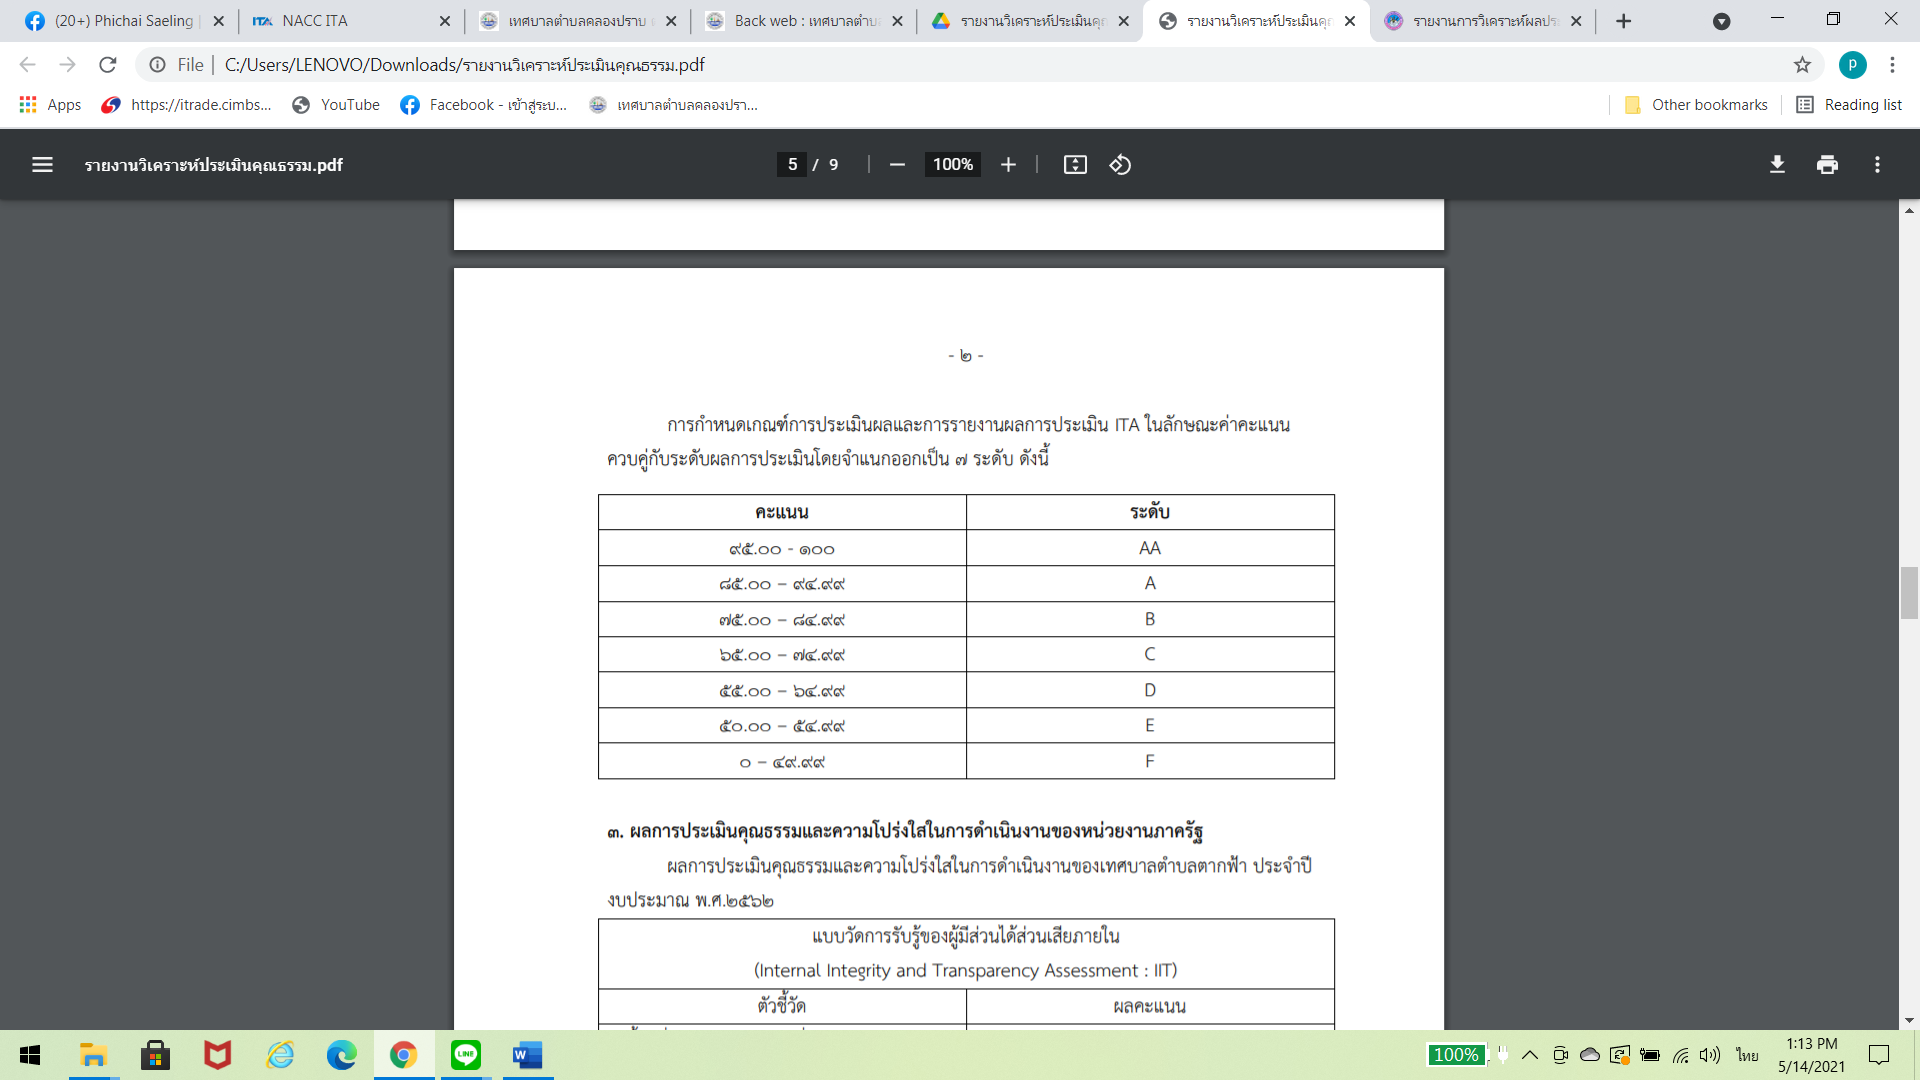 (20+) Phichai Saeling
NACC ITA
เทศบาลตำบลคลองปราบ
Back web : เทศบาลตำบล
รายงานวิเคราะห์ประเมินคุณ
รายงานวิเคราะห์ประเมินคุณ
รายงานการวิเคราะห์ผลประ
File C:/Users/LENOVO/Downloads/รายงานวิเคราะห์ประเมินคุณธรรม.pdf
p
Apps https://itrade.cimbs... YouTube Facebook - เข้าสู่ระบ... เทศบาลตำบลคลองปรา... Other bookmarks Reading list
รายงานวิเคราะห์ประเมินคุณธรรม.pdf 5 / 9 100%
- ๒ -
การกำหนดเกณฑ์การประเมินผลและการรายงานผลการประเมิน ITA ในลักษณะค่าคะแนน
ควบคู่กับระดับผลการประเมินโดยจำแนกออกเป็น ๗ ระดับ ดังนี้
คะแนน ระดับ
๙๕.๐๐ - ๑๐๐ AA
๘๕.๐๐ – ๙๔.๙๙ A
๗๕.๐๐ – ๘๔.๙๙ B
๖๕.๐๐ – ๗๔.๙๙ C
๕๕.๐๐ – ๖๔.๙๙ D
๕๐.๐๐ – ๕๔.๙๙ E
๐ – ๔๙.๙๙ F
๓. ผลการประเมินคุณธรรมและความโปร่งใสในการดำเนินงานของหน่วยงานภาครัฐ
ผลการประเมินคุณธรรมและความโปร่งใสในการดำเนินงานของเทศบาลตำบลตากฟ้า ประจำปี
งบประมาณ พ.ศ.๒๕๖๒
แบบวัดการรับรู้ของผู้มีส่วนได้ส่วนเสียภายใน
(Internal Integrity and Transparency Assessment : IIT)
ตัวชี้วัด ผลคะแนน
100% ไทย 1:13 PM
5/14/2021